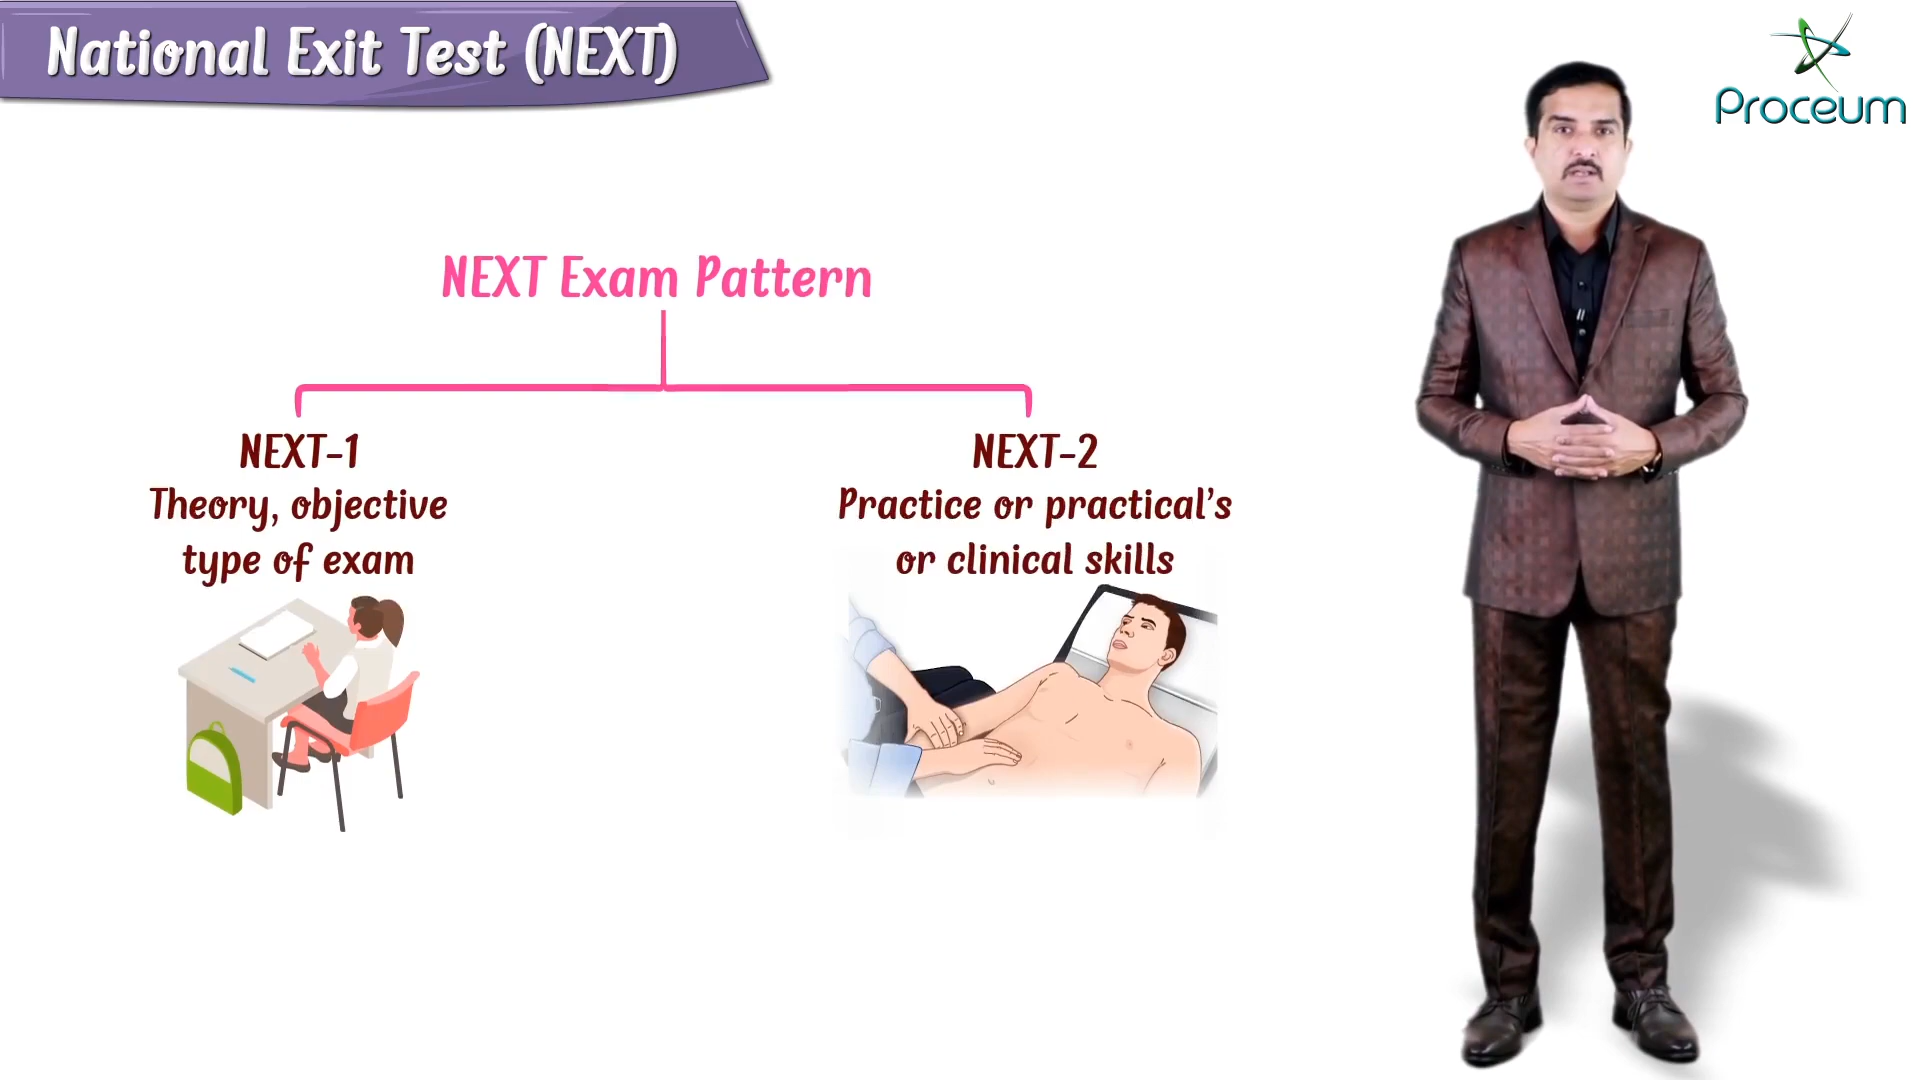 National Exit Test (NEXT)
Proceum
NEXT Exam Pattern
NEXT-1
Theory, objective
type of exam
NEXT-2
Practice or practical's
or clinical skills